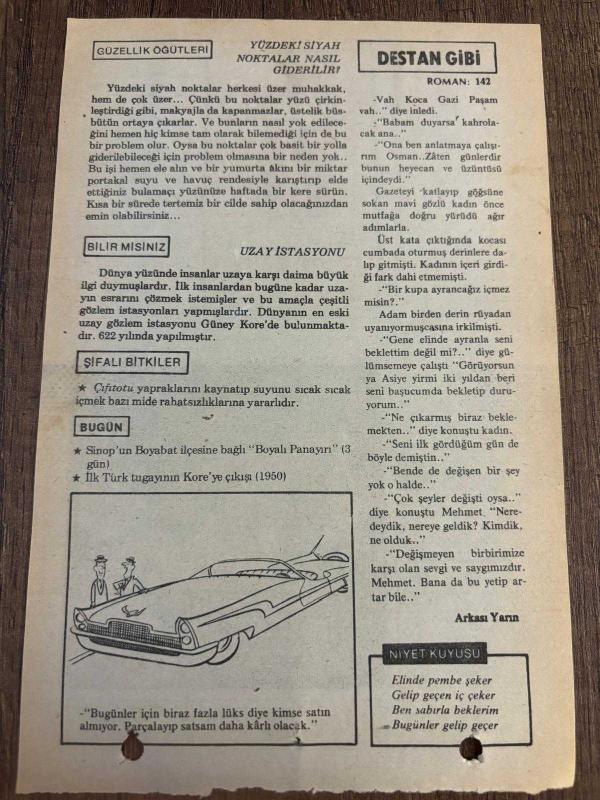 GÜZELLİK ÖĞÜTLERİ
YÜZDEKİ SİYAH
NOKTALAR NASIL
GİDERİLİR?
Yüzdeki siyah noktalar herkesi üzer muhakkak,
hem de çok üzer... Çünkü bu noktalar yüzü çirkin-
leştirdiği gibi, makyajla da kapanmazlar, üstelik büs-
bütün ortaya çıkarlar. Ve bunların nasıl yok edilece-
ğini hemen hiç kimse tam olarak bilemediği için de bu
bir problem olur. Oysa bu noktalar çok basit bir yolla
giderilebileceği için problem olmasına bir neden yok..
Bu işi hemen ele alın ve bir yumurta akını bir miktar
portakal suyu ve havuç rendesiyle karıştırıp elde
ettiğiniz bulamaçı yüzünüze haftada bir kere sürün.
Kısa bir sürede tertemiz bir cilde sahip olacağınızdan
emin olabilirsiniz...
BİLİR MİSİNİZ
UZAY İSTASYONU
Dünya yüzünde insanlar uzaya karşı daima büyük
ilgi duymuşlardır. İlk insanlardan bugüne kadar uza-
yın esrarını çözmek istemişler ve bu amaçla çeşitli
gözlem istasyonları yapmışlardır. Dünyanın en eski
uzay gözlem istasyonu Güney Kore'de bulunmakta-
dır. 622 yılında yapılmıştır.
ŞİFALI BİTKİLER
★ Çıfıtotu yapraklarını kaynatıp suyunu sıcak sıcak
içmek bazı mide rahatsızlıklarına yararlıdır.
BUGÜN
★ Sinop'un Boyabat ilçesine bağlı "Boyalı Panayırı" (3
gün)
★ İlk Türk tugayının Kore'ye çıkışı (1950)
-"Bugünler için biraz fazla lüks diye kimse satın
almıyor. Parçalayıp satsam daha kârlı olacak."
DESTAN GİBİ
ROMAN: 142
-Vah Koca Gazi Paşam
vah.." diye inledi.
-"Babam duyarsa kahrola-
cak ana.."
-"Ona ben anlatmaya çalışı-
rım Osman..Zâten günlerdir
bunun heyecan ve üzüntüsü
içindeydi."
Gazeteyi katlayıp göğsüne
sokan mavi gözlü kadın önce
mutfağa doğru yürüdü ağır
adımlarla.
Üst kata çıktığında kocası
cumbada oturmuş derinlere da-
lıp gitmişti. Kadının içeri girdi-
ği fark dahi etmemişti.
-"Bir kupa ayrancağız içmez
misin?."
Adam birden derin rüyadan
uyanıyormuşcasına irkilmişti.
-"Gene elinde ayranla seni
beklettim değil mi?.." diye gü-
lümsemeye çalıştı "Görüyorsun
ya Asiye yirmi iki yıldan beri
seni başucumda bekletip duru-
yorum.."
-"Ne çıkarmış biraz bekle-
mekten.." diye konuştu kadın.
-"Seni ilk gördüğüm gün de
böyle demiştin.."
-"Bende de değişen bir şey
yok o halde.."
-"Çok şeyler değişti oysa.."
diye konuştu Mehmet. "Nere-
deydik, nereye geldik? Kimdik,
ne olduk.."
-"Değişmeyen birbirimize
karşı olan sevgi ve saygımızdır.
Mehmet. Bana da bu yetip ar-
tar bile.."
Arkası Yarın
NİYET KUYUSU
Elinde pembe şeker
Gelip geçen iç çeker
Ben sabırla beklerim
Bugünler gelip geçer